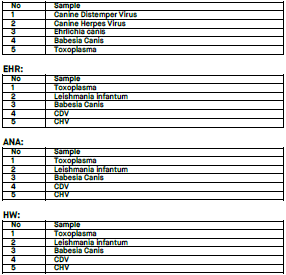 No Sample
1 Canine Distemper Virus
2 Canine Herpes Virus
3 Ehrlichia canis
4 Babesia Canis
5 Toxoplasma
EHR:
No Sample
1 Toxoplasma
2 Leishmania Infantum
3 Babesia Canis
4 CDV
5 CHV
ANA:
No Sample
1 Toxoplasma
2 Leishmania Infantum
3 Babesia Canis
4 CDV
5 CHV
HW:
No Sample
1 Toxoplasma
2 Leishmania Infantum
3 Babesia Canis
4 CDV
5 CHV